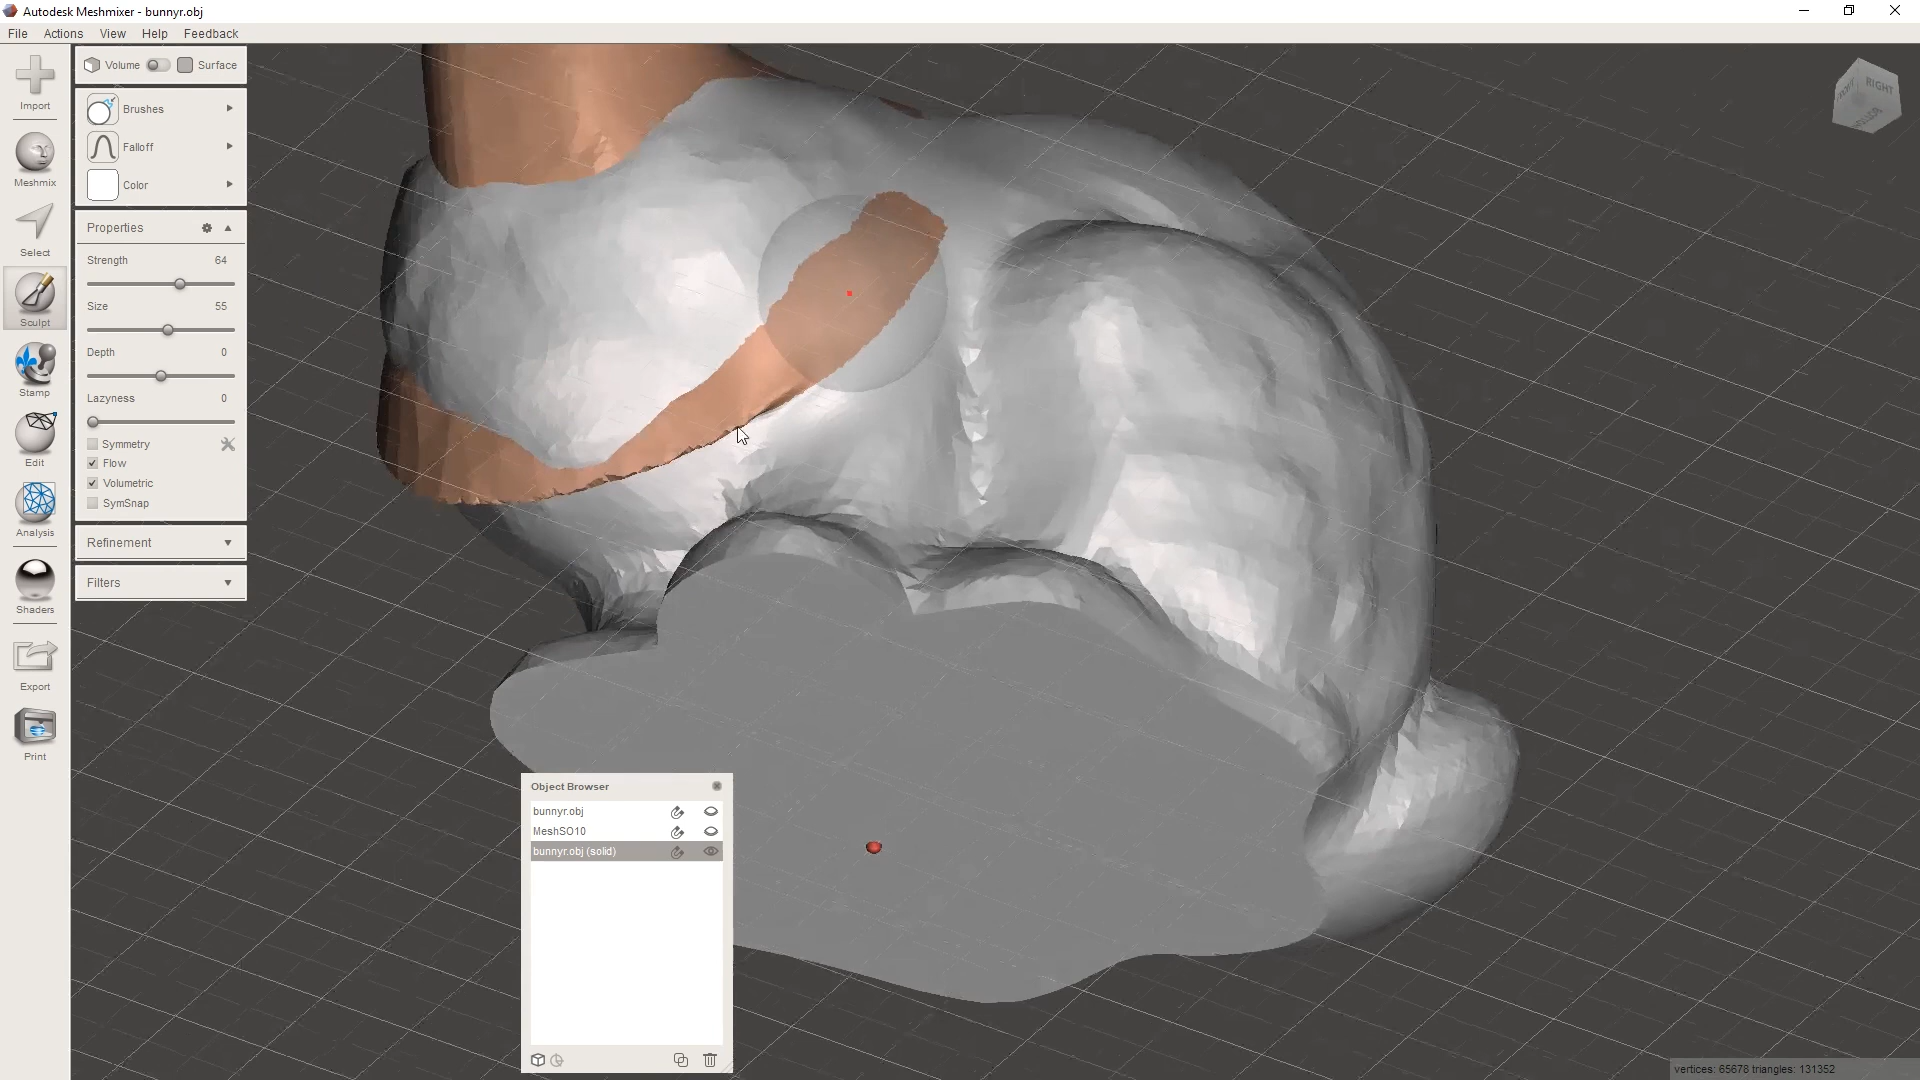 Autodesk Meshmixer - bunnyr.obj
File Actions View Help Feedback
Import
Meshmix
Select
Sculpt
Stamp
Edit
Analysis
Shaders
Export
Print
Volume Surface
Brushes
Falloff
Color
Properties
Strength 64
Size 55
Depth 0
Lazyness 0
Symmetry
Flow
Volumetric
SymSnap
Refinement
Filters
RIGHT
Object Browser
bunnyr.obj
MeshSO10
bunnyr.obj (solid)
vertices: 65678 triangles: 131352